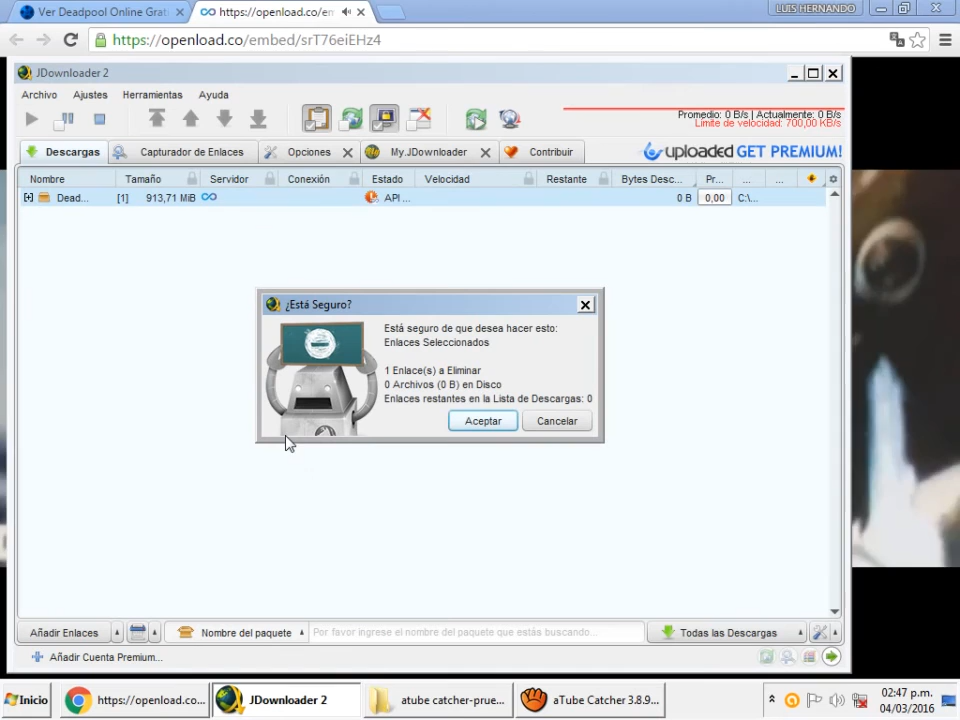 Ver Deadpool Online Grati
https://openload.co/em
LUIS HERNANDO
https://openload.co/embed/srT76eiEHz4
JDownloader 2
Archivo Ajustes Herramientas Ayuda
Promedio: 0 B/s | Actualmente: 0 B/s
Límite de velocidad: 700,00 KB/s
Descargas Capturador de Enlaces Opciones My.JDownloader Contribuir
uploaded GET PREMIUM!
Nombre Tamaño Servidor Conexión Estado Velocidad Restante Bytes Desc... Pr... ... ...
Dead... [1] 913,71 MiB API ... 0 B 0,00 C:\...
¿Está Seguro?
Está seguro de que desea hacer esto:
Enlaces Seleccionados
1 Enlace(s) a Eliminar
0 Archivos (0 B) en Disco
Enlaces restantes en la Lista de Descargas: 0
Aceptar Cancelar
Añadir Enlaces Nombre del paquete Por favor ingrese el nombre del paquete que estás buscando... Todas las Descargas
Añadir Cuenta Premium...
Inicio https://openload.co... JDownloader 2 atube catcher-prue... aTube Catcher 3.8.9... 02:47 p.m.
04/03/2016